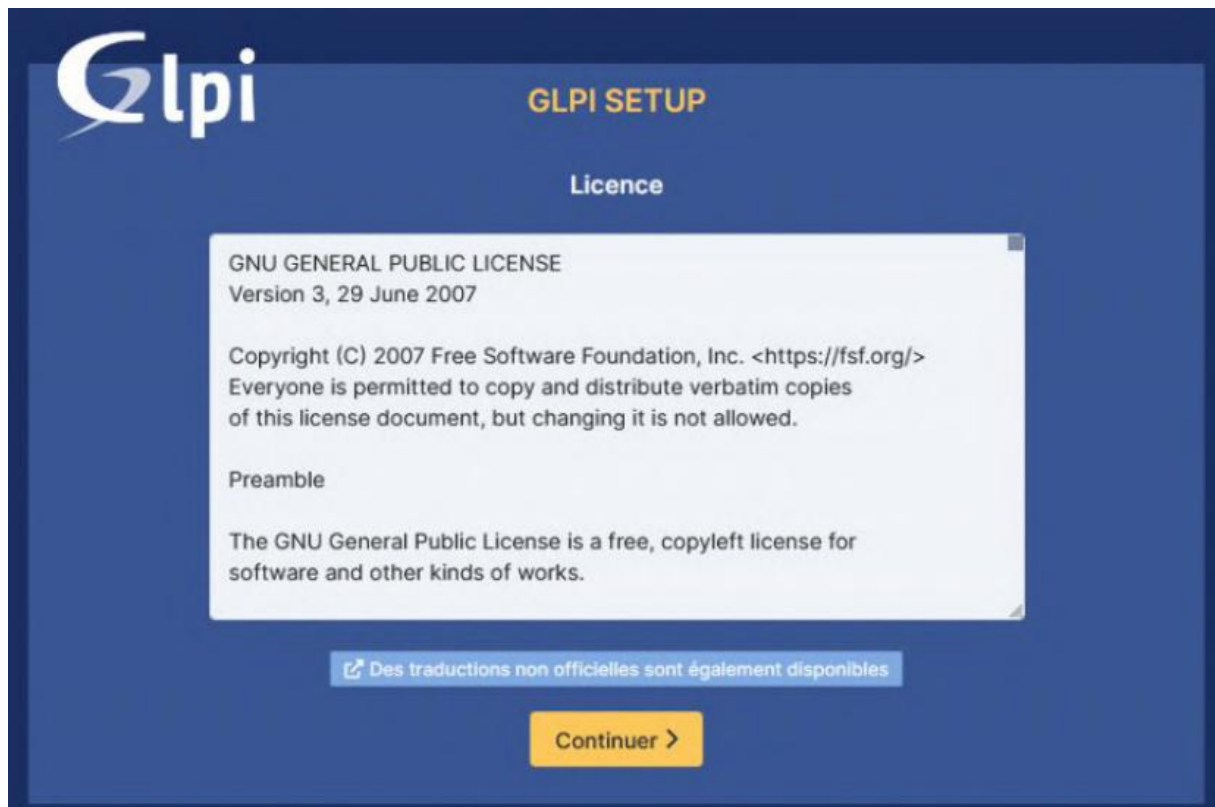 Glpi
GLPI SETUP
Licence
GNU GENERAL PUBLIC LICENSE
Version 3, 29 June 2007
Copyright (C) 2007 Free Software Foundation, Inc. <https://fsf.org/>
Everyone is permitted to copy and distribute verbatim copies
of this license document, but changing it is not allowed.
Preamble
The GNU General Public License is a free, copyleft license for
software and other kinds of works.
Des traductions non officielles sont également disponibles
Continuer >